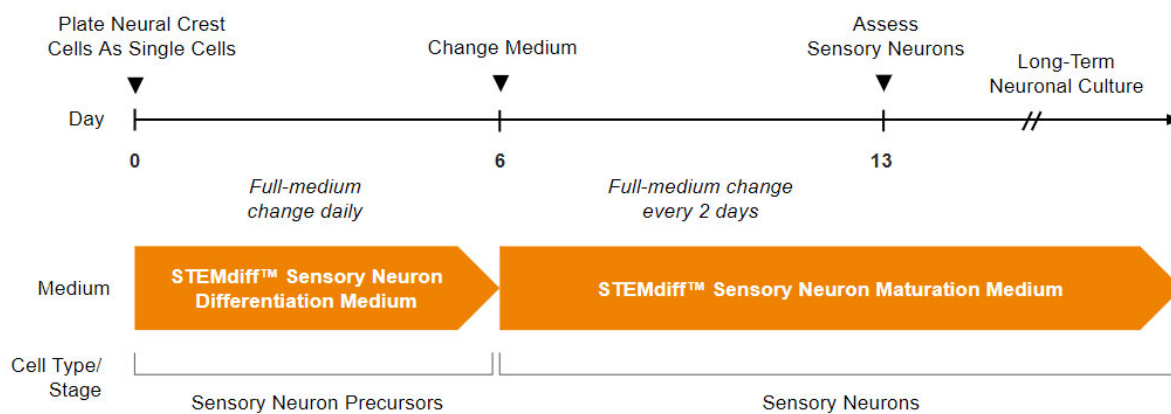 Plate Neural Crest
Cells As Single Cells
Change Medium
Assess
Sensory Neurons
Long-Term
Neuronal Culture
Day
0
6
13
Full-medium
change daily
Full-medium change
every 2 days
Medium
STEMdiff™ Sensory Neuron
Differentiation Medium
STEMdiff™ Sensory Neuron Maturation Medium
Cell Type/
Stage
Sensory Neuron Precursors
Sensory Neurons